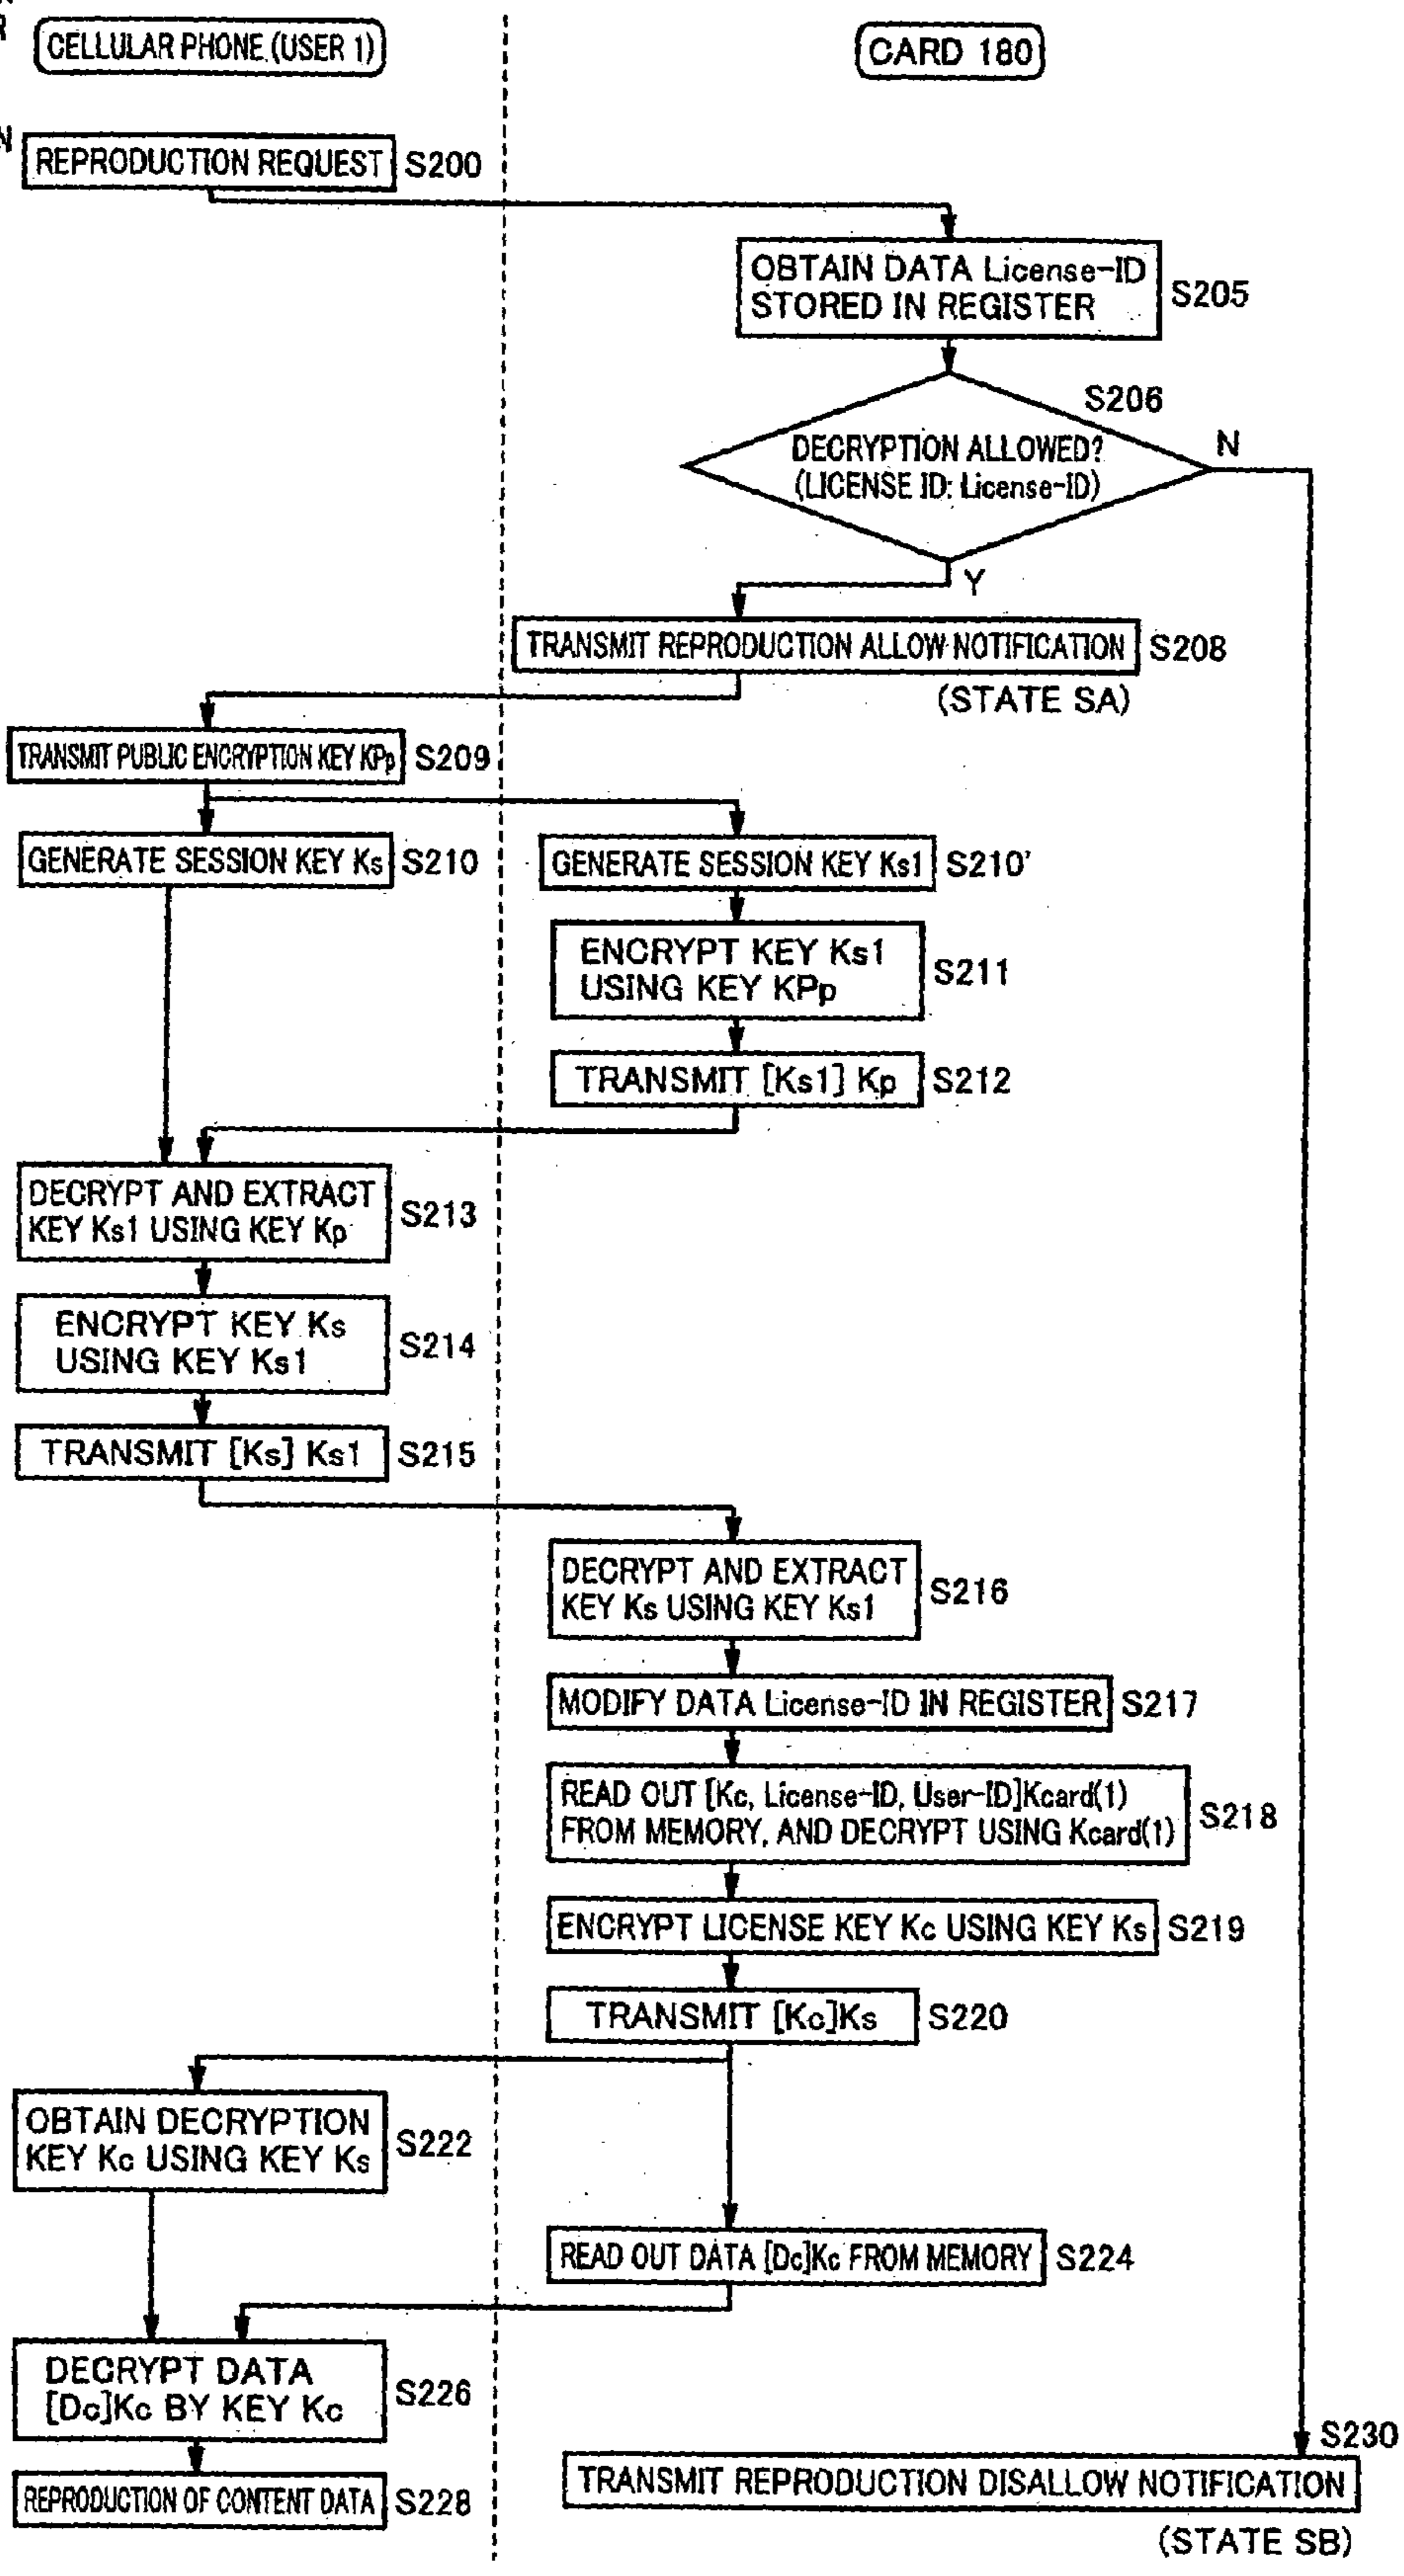 CELLULAR PHONE (USER 1)
CARD 180
REPRODUCTION REQUEST S200
OBTAIN DATA License-ID
STORED IN REGISTER
S205
S206
DECRYPTION ALLOWED?
(LICENSE ID: License-ID)
N
Y
TRANSMIT REPRODUCTION ALLOW NOTIFICATION S208
(STATE SA)
TRANSMIT PUBLIC ENCRYPTION KEY KPp S209
GENERATE SESSION KEY Ks S210
GENERATE SESSION KEY Ks1 S210'
ENCRYPT KEY Ks1
USING KEY KPp
S211
TRANSMIT [Ks1] Kp S212
DECRYPT AND EXTRACT
KEY Ks1 USING KEY Kp
S213
ENCRYPT KEY Ks
USING KEY Ks1
S214
TRANSMIT [Ks] Ks1 S215
DECRYPT AND EXTRACT
KEY Ks USING KEY Ks1
S216
MODIFY DATA License-ID IN REGISTER S217
READ OUT [Kc, License-ID, User-ID]Kcard(1)
FROM MEMORY, AND DECRYPT USING Kcard(1)
S218
ENCRYPT LICENSE KEY Kc USING KEY Ks S219
TRANSMIT [Kc]Ks S220
OBTAIN DECRYPTION
KEY Kc USING KEY Ks
S222
READ OUT DATA [Dc]Kc FROM MEMORY S224
DECRYPT DATA
[Dc]Kc BY KEY Kc
S226
REPRODUCTION OF CONTENT DATA S228
S230
TRANSMIT REPRODUCTION DISALLOW NOTIFICATION
(STATE SB)